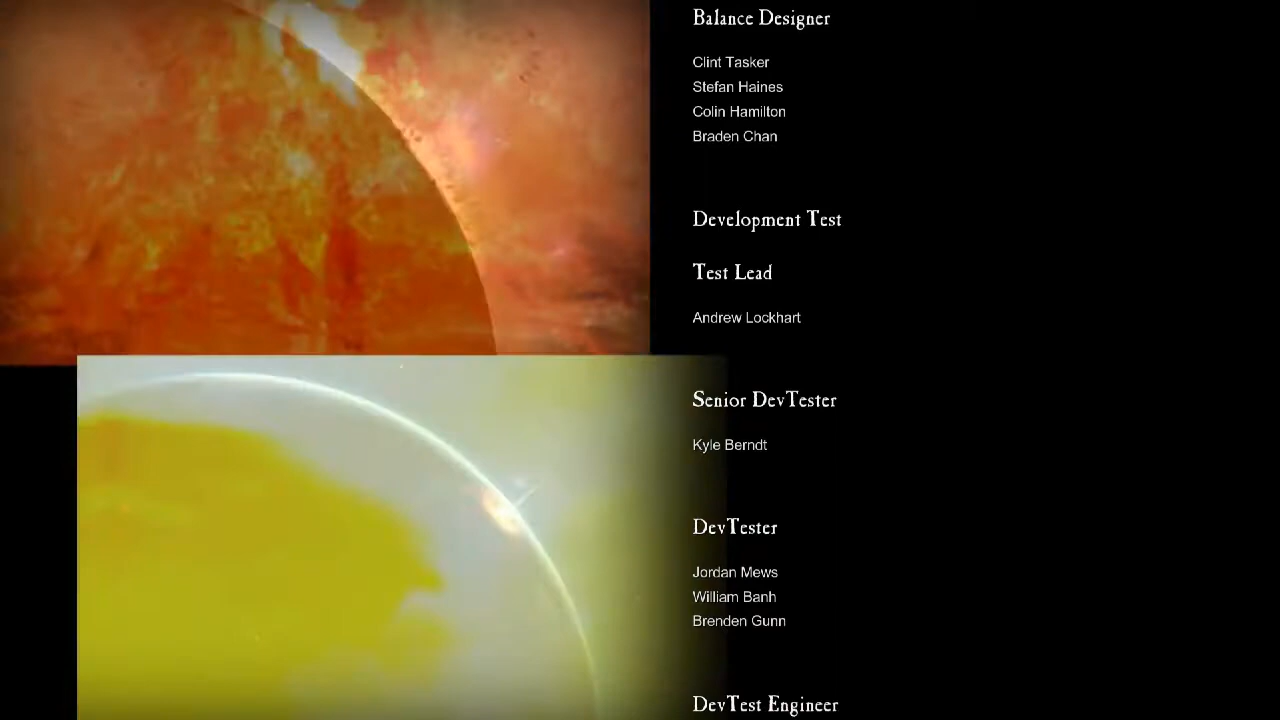 Balance Designer
Clint Tasker
Stefan Haines
Colin Hamilton
Braden Chan
Development Test
Test Lead
Andrew Lockhart
Senior DevTester
Kyle Berndt
DevTester
Jordan Mews
William Banh
Brenden Gunn
DevTest Engineer